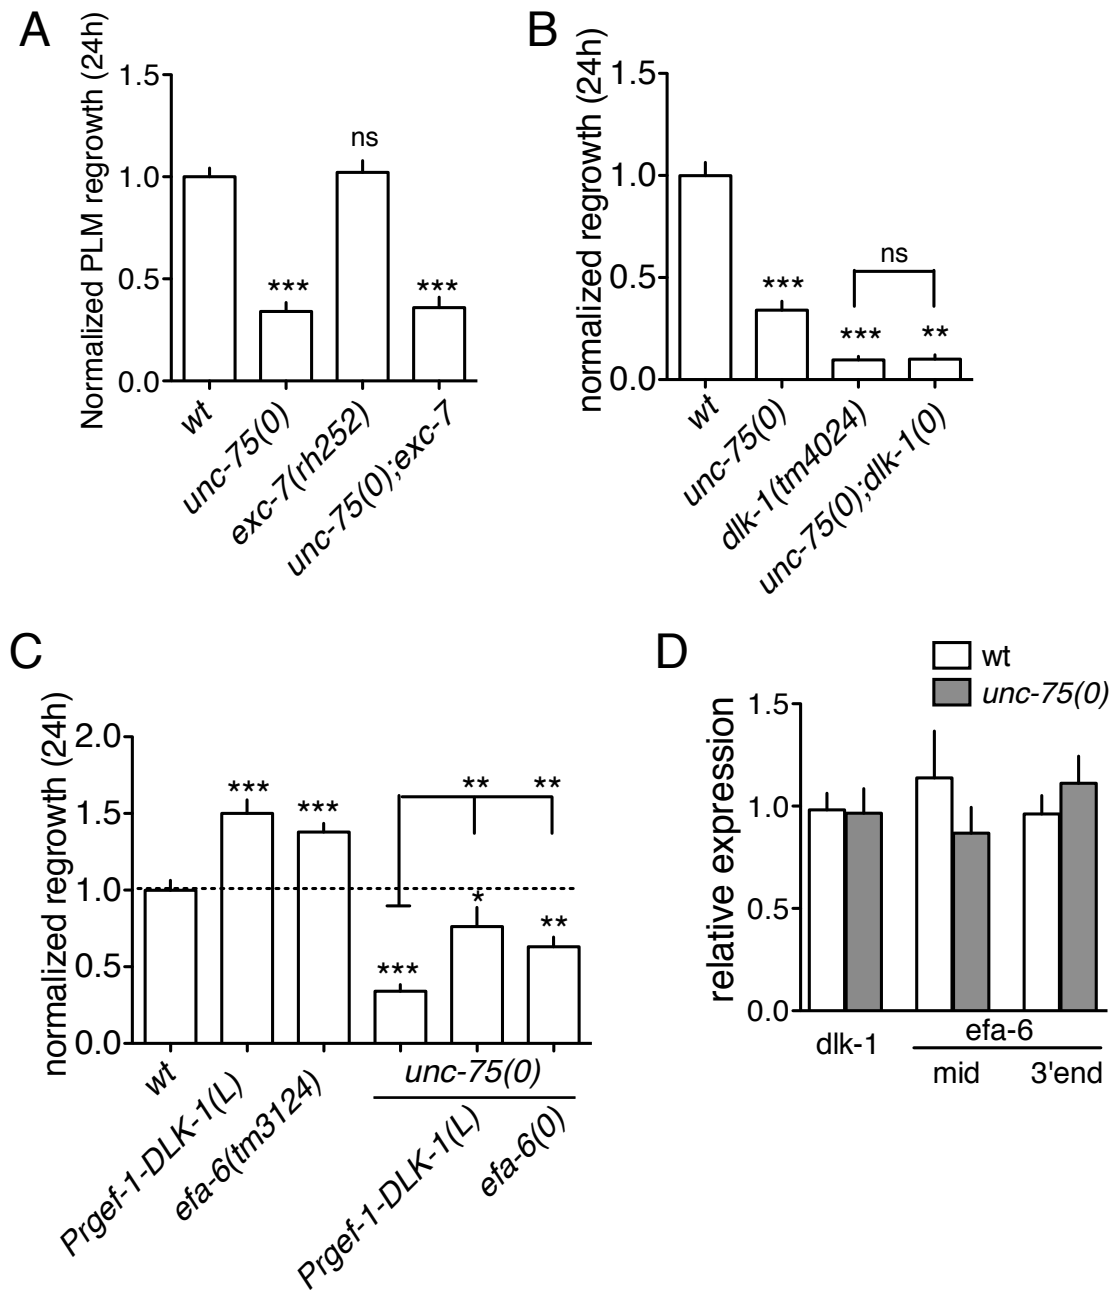 A
Normalized PLM regrowth (24h)
1.5
1.0
0.5
0.0
***
ns
***
wt
unc-75(0)
exc-7(rh252)
unc-75(0);exc-7
B
normalized regrowth (24h)
1.5
1.0
0.5
0.0
***
***
ns
**
wt
unc-75(0)
dlk-1(tm4024)
unc-75(0);dlk-1(0)
C
normalized regrowth (24h)
2.0
1.5
1.0
0.5
0.0
***
***
** **
***
*
**
wt
Prgef-1-DLK-1(L)
efa-6(tm3124)
unc-75(0)
Prgef-1-DLK-1(L)
efa-6(0)
D
wt
unc-75(0)
relative expression
1.5
1.0
0.5
0.0
dlk-1
efa-6
mid 3'end